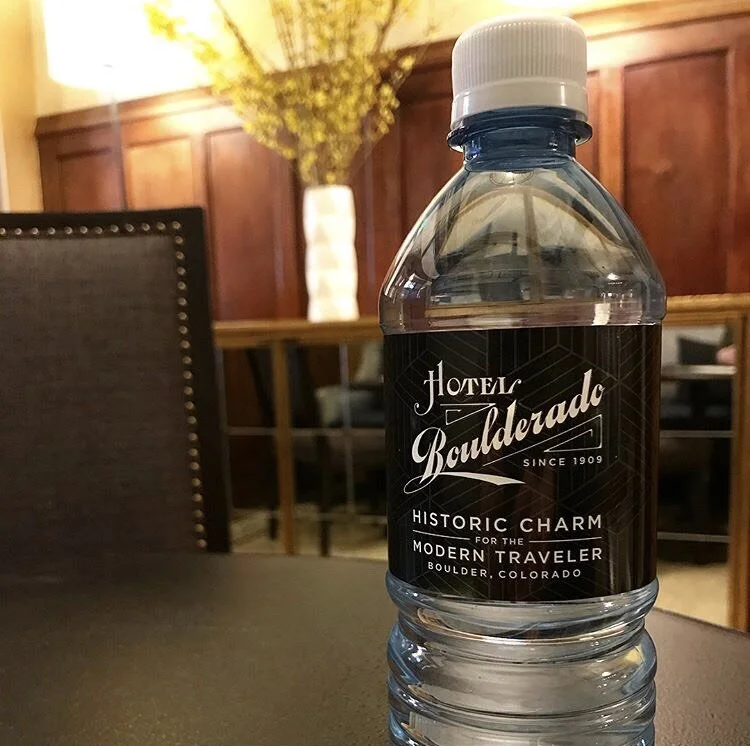 HOTEL
Boulderado
SINCE 1909
HISTORIC CHARM
FOR THE
MODERN TRAVELER
BOULDER, COLORADO